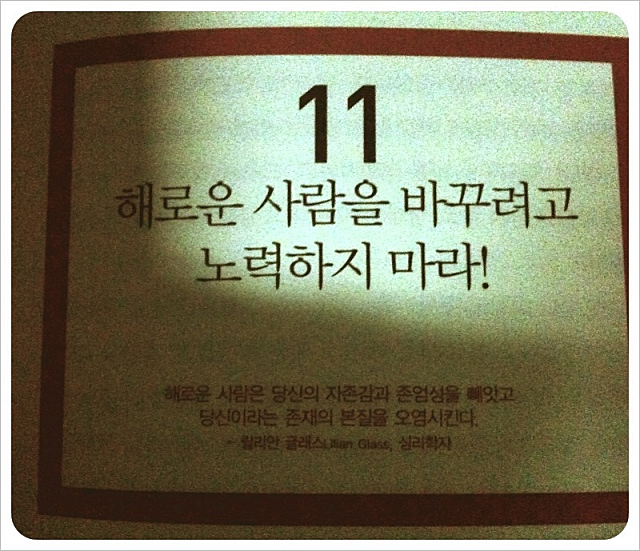 11
해로운 사람을 바꾸려고
노력하지 마라!
해로운 사람은 당신의 자존감과 존엄성을 빼앗고
당신이라는 존재의 본질을 오염시킨다.
- 릴리안 글래스Lilian Glass, 심리학자